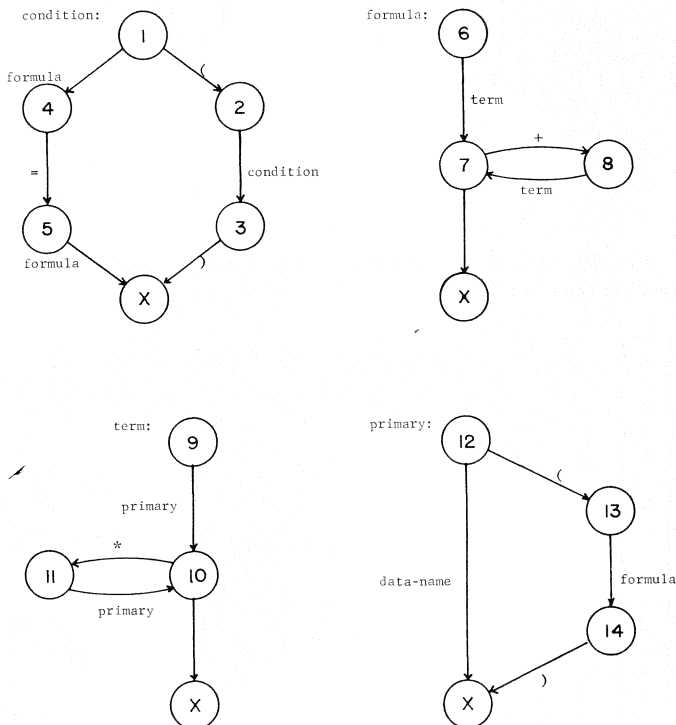 condition:
1
formula
(
4
2
=
condition
5
3
formula
)
X
formula:
6
term
+
7
8
term
X
term:
9
primary
*
11
10
primary
X
primary:
12
(
13
data-name
formula
14
)
X